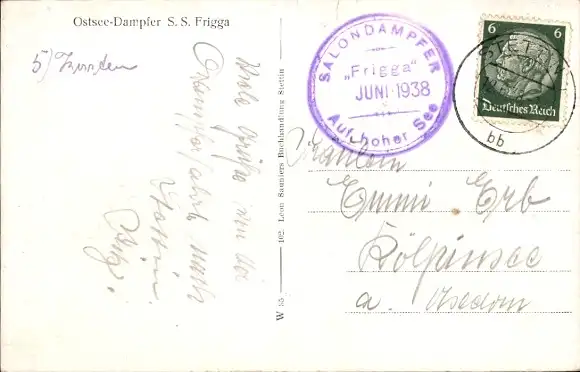 Ostsee-Dampfer S. S. Frigga
Viele Grüße von der
Dampferfahrt nach
Stettin.
W 55 — 102. Leon Sauniers Buchhandlung Stettin
SALONDAMPFER
„Frigga"
JUNI 1938
Auf hoher See
6 6
Deutsches Reich
STETTIN
bb
Fräulein
Emmi Erb
Kölpinsee
a. Usedom